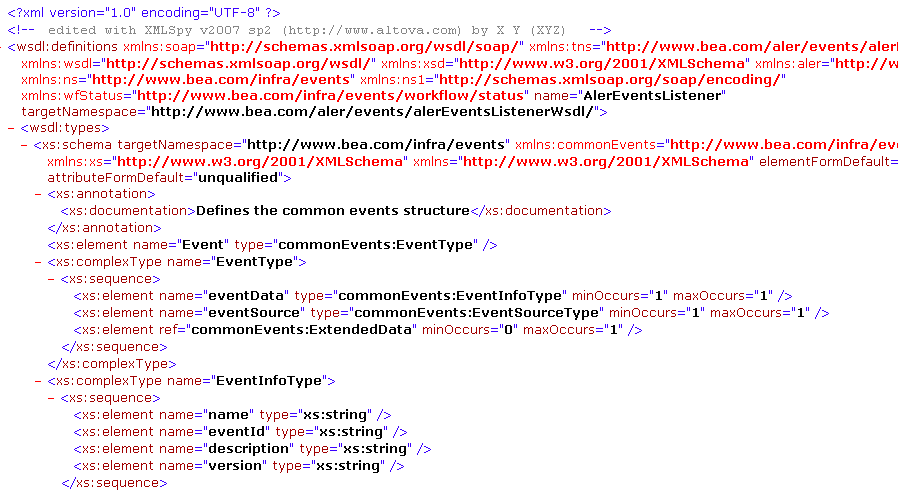 <?xml version="1.0" encoding="UTF-8" ?>
<!-- edited with XMLSpy v2007 sp2 (http://www.altova.com) by X Y (XYZ) -->
- <wsdl:definitions xmlns:soap="http://schemas.xmlsoap.org/wsdl/soap/" xmlns:tns="http://www.bea.com/aler/events/aler
xmlns:wsdl="http://schemas.xmlsoap.org/wsdl/" xmlns:xsd="http://www.w3.org/2001/XMLSchema" xmlns:aler="http://w
xmlns:ns="http://www.bea.com/infra/events" xmlns:ns1="http://schemas.xmlsoap.org/soap/encoding/"
xmlns:wfStatus="http://www.bea.com/infra/events/workflow/status" name="AlerEventsListener"
targetNamespace="http://www.bea.com/aler/events/alerEventsListenerWsdl/">
- <wsdl:types>
- <xs:schema targetNamespace="http://www.bea.com/infra/events" xmlns:commonEvents="http://www.bea.com/infra/eve
xmlns:xs="http://www.w3.org/2001/XMLSchema" xmlns="http://www.w3.org/2001/XMLSchema" elementFormDefault=
attributeFormDefault="unqualified">
- <xs:annotation>
<xs:documentation>Defines the common events structure</xs:documentation>
</xs:annotation>
<xs:element name="Event" type="commonEvents:EventType" />
- <xs:complexType name="EventType">
- <xs:sequence>
<xs:element name="eventData" type="commonEvents:EventInfoType" minOccurs="1" maxOccurs="1" />
<xs:element name="eventSource" type="commonEvents:EventSourceType" minOccurs="1" maxOccurs="1" />
<xs:element ref="commonEvents:ExtendedData" minOccurs="0" maxOccurs="1" />
</xs:sequence>
</xs:complexType>
- <xs:complexType name="EventInfoType">
- <xs:sequence>
<xs:element name="name" type="xs:string" />
<xs:element name="eventId" type="xs:string" />
<xs:element name="description" type="xs:string" />
<xs:element name="version" type="xs:string" />
</xs:sequence>